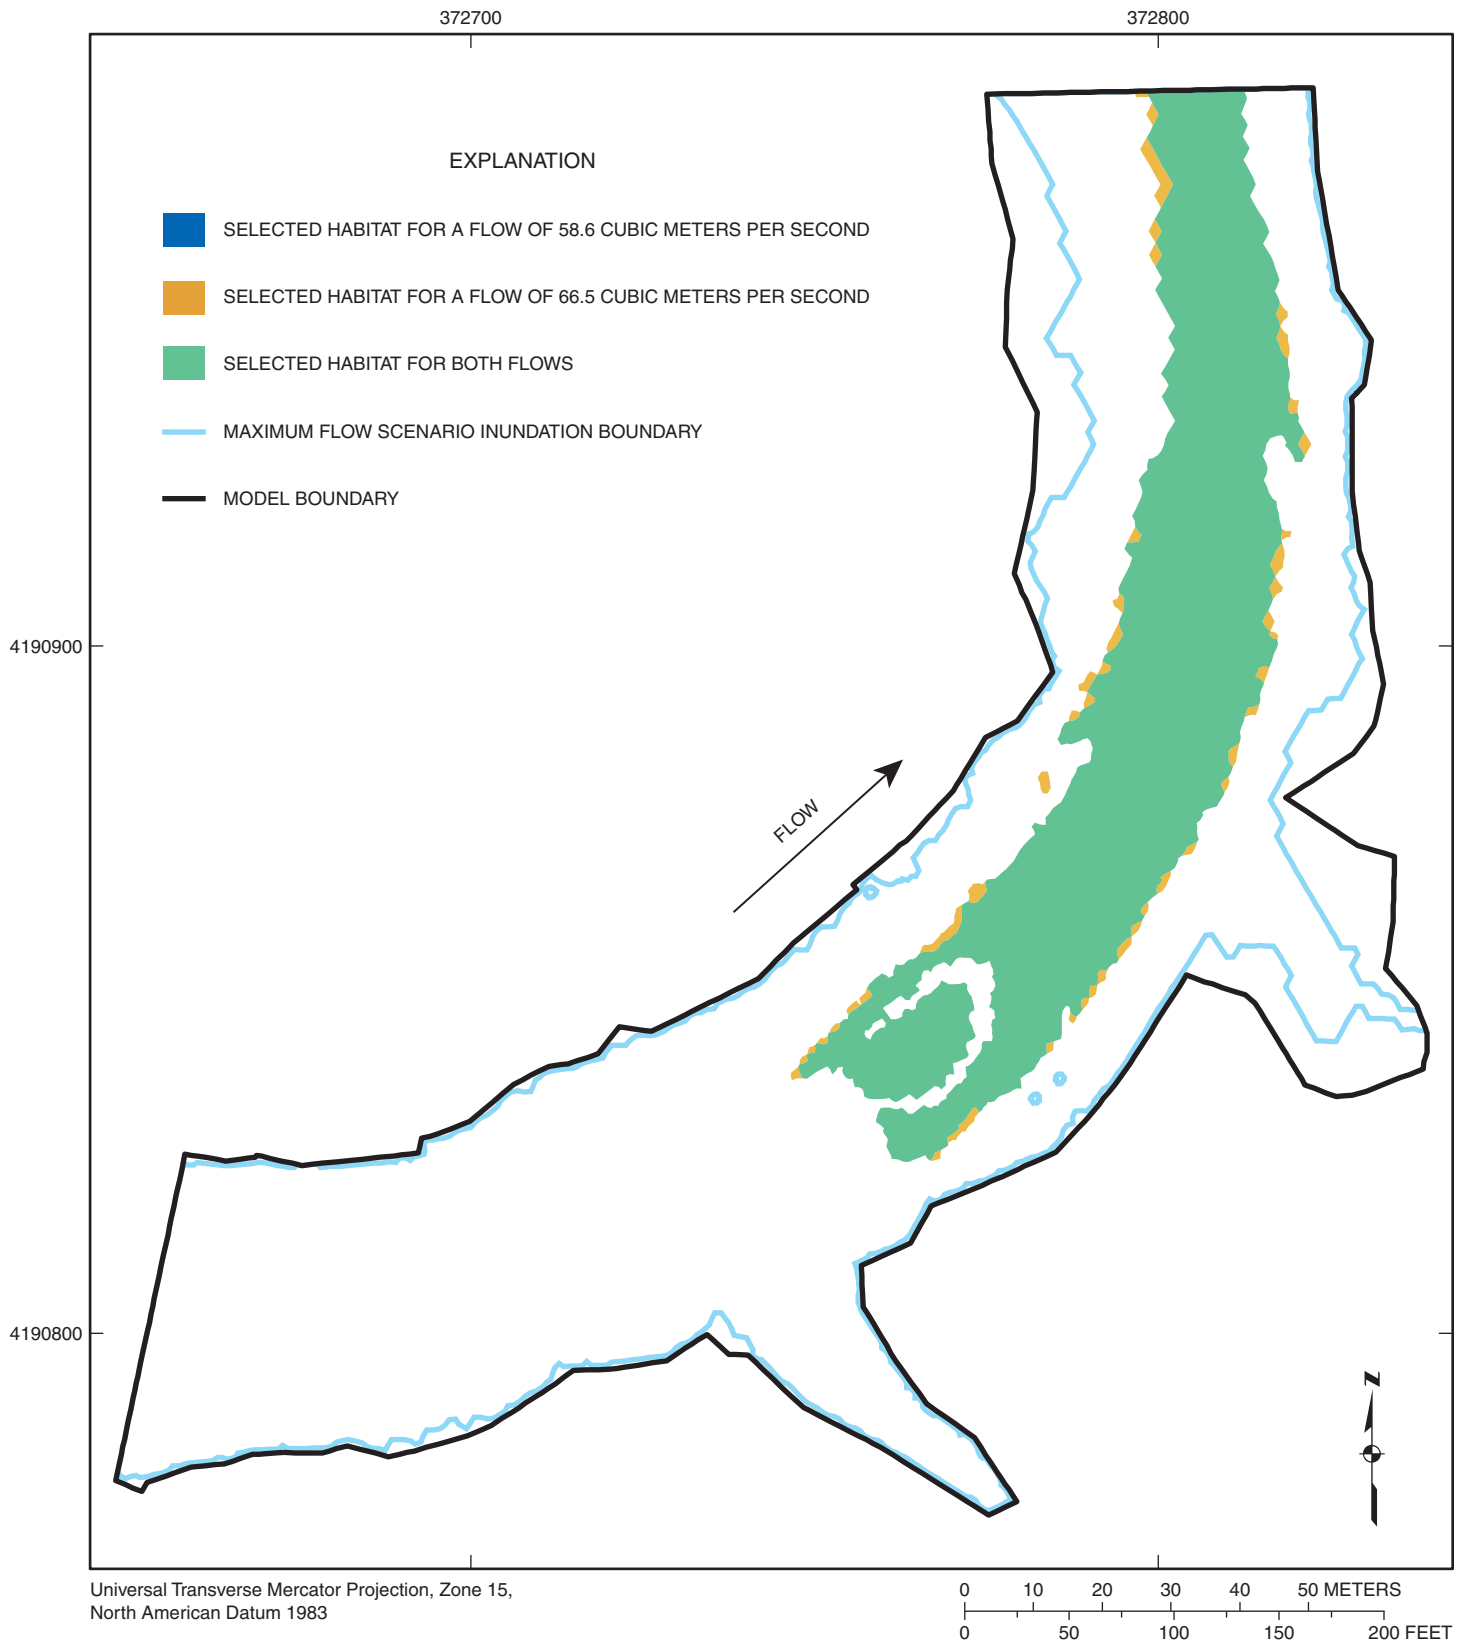 372700
372800
EXPLANATION
SELECTED HABITAT FOR A FLOW OF 58.6 CUBIC METERS PER SECOND
SELECTED HABITAT FOR A FLOW OF 66.5 CUBIC METERS PER SECOND
SELECTED HABITAT FOR BOTH FLOWS
MAXIMUM FLOW SCENARIO INUNDATION BOUNDARY
MODEL BOUNDARY
4190900
FLOW
4190800
N
Universal Transverse Mercator Projection, Zone 15,
North American Datum 1983
0 10 20 30 40 50 METERS
0 50 100 150 200 FEET